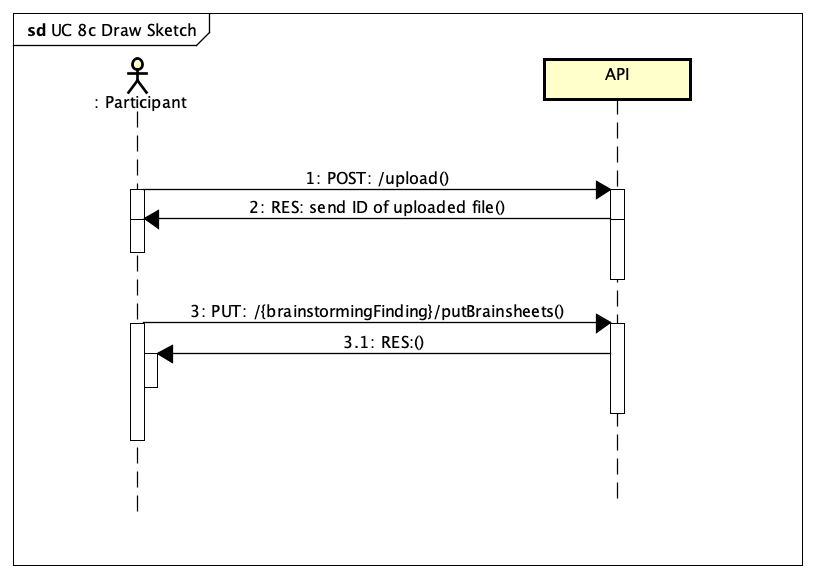 sd UC 8c Draw Sketch
: Participant
API
1: POST: /upload()
2: RES: send ID of uploaded file()
3: PUT: /{brainstormingFinding}/putBrainsheets()
3.1: RES:()